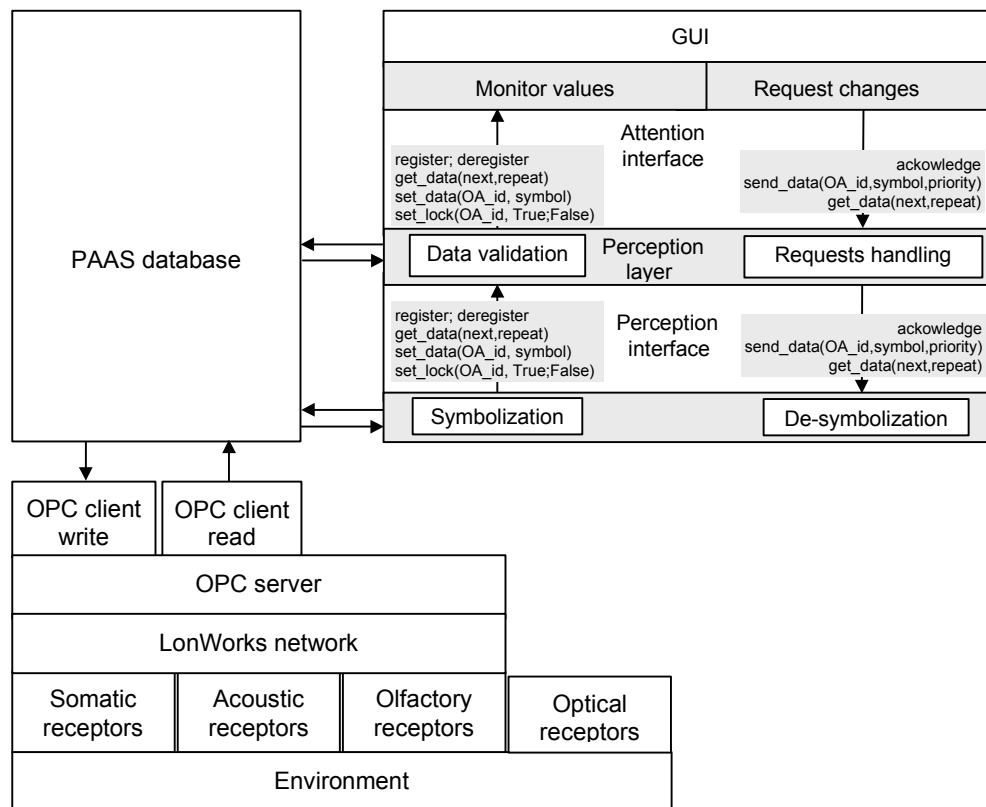 GUI
Monitor values
Request changes
Attention
interface
register; deregister
get_data(next,repeat)
set_data(OA_id, symbol)
set_lock(OA_id, True;False)
ackowledge
send_data(OA_id,symbol,priority)
get_data(next,repeat)
PAAS database
Data validation
Perception
layer
Requests handling
register; deregister
get_data(next,repeat)
set_data(OA_id, symbol)
set_lock(OA_id, True;False)
Perception
interface
ackowledge
send_data(OA_id,symbol,priority)
get_data(next,repeat)
Symbolization
De-symbolization
OPC client
write
OPC client
read
OPC server
LonWorks network
Somatic
receptors
Acoustic
receptors
Olfactory
receptors
Optical
receptors
Environment